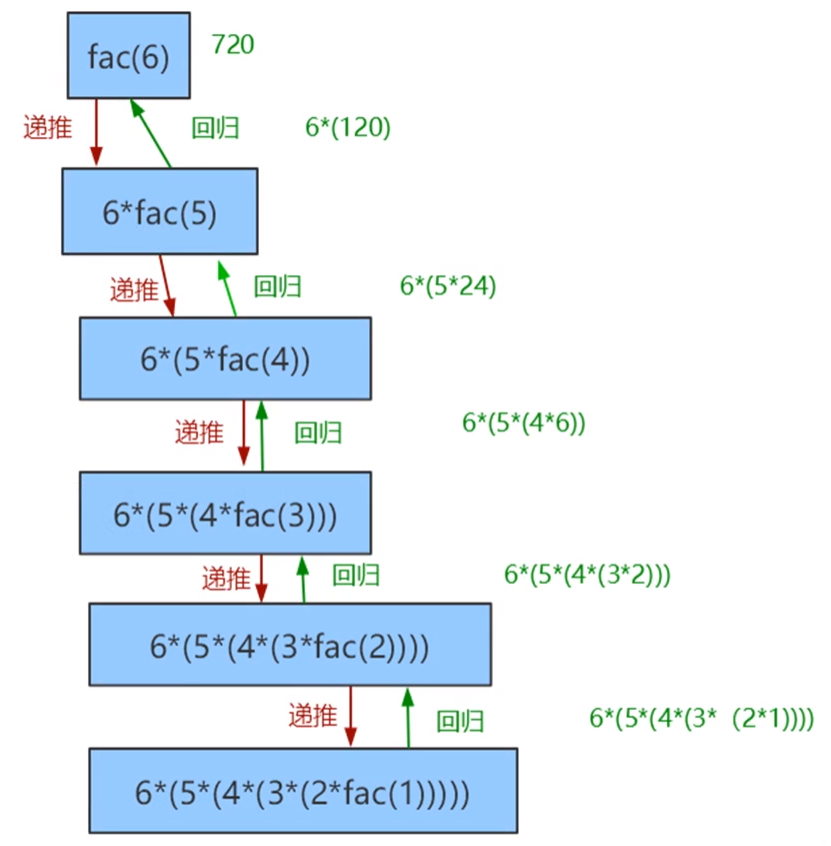 fac(6)
720
递推
回归
6*(120)
6*fac(5)
递推
回归
6*(5*24)
6*(5*fac(4))
递推
回归
6*(5*(4*6))
6*(5*(4*fac(3)))
递推
回归
6*(5*(4*(3*2)))
6*(5*(4*(3*fac(2))))
递推
回归
6*(5*(4*(3*（2*1))))
6*(5*(4*(3*(2*fac(1)))))